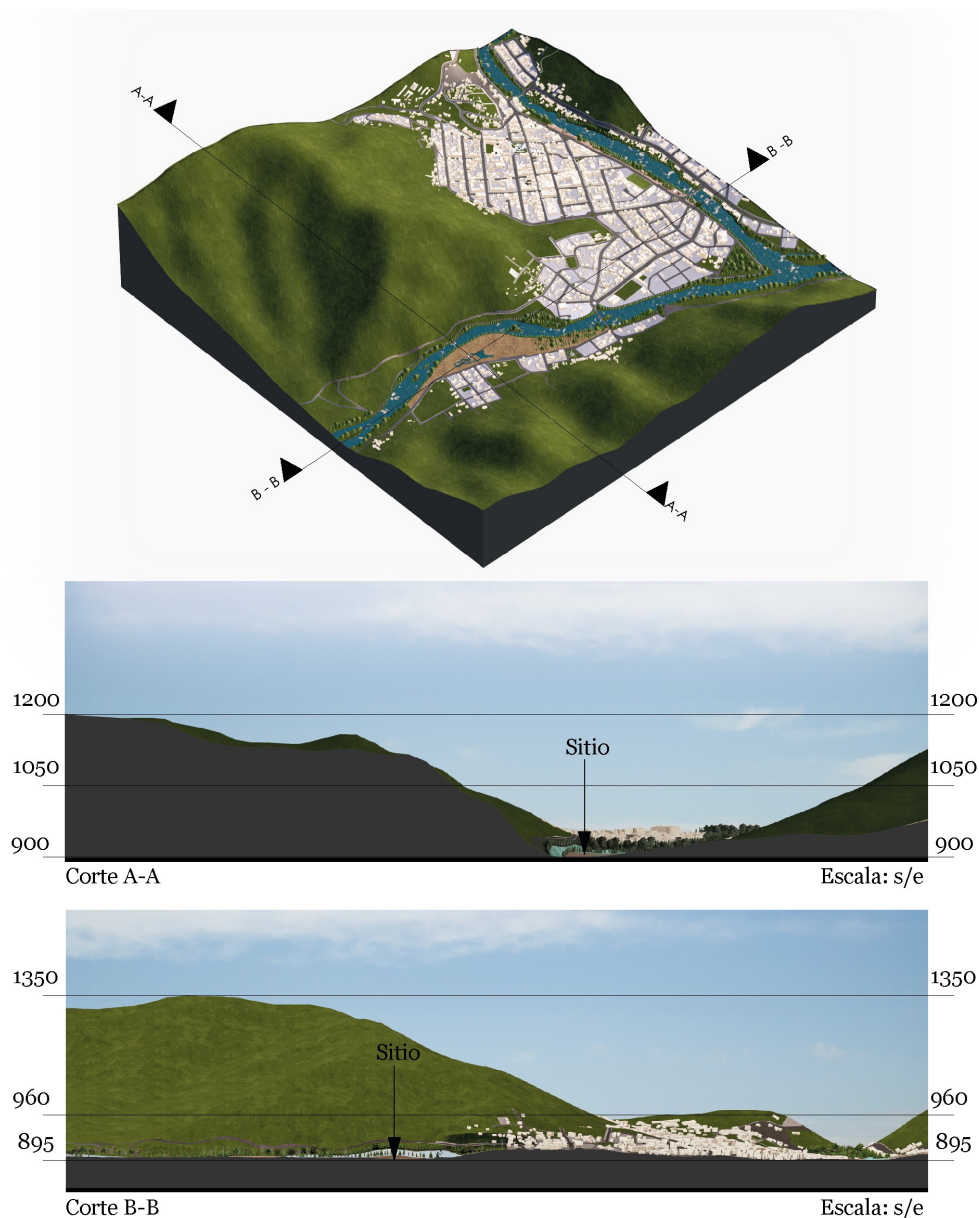 A-A
B -B
B - B
A-A
1200 1200
Sitio
1050 1050
900 900
Corte A-A Escala: s/e
1350 1350
Sitio
960 960
895 895
Corte B-B Escala: s/e